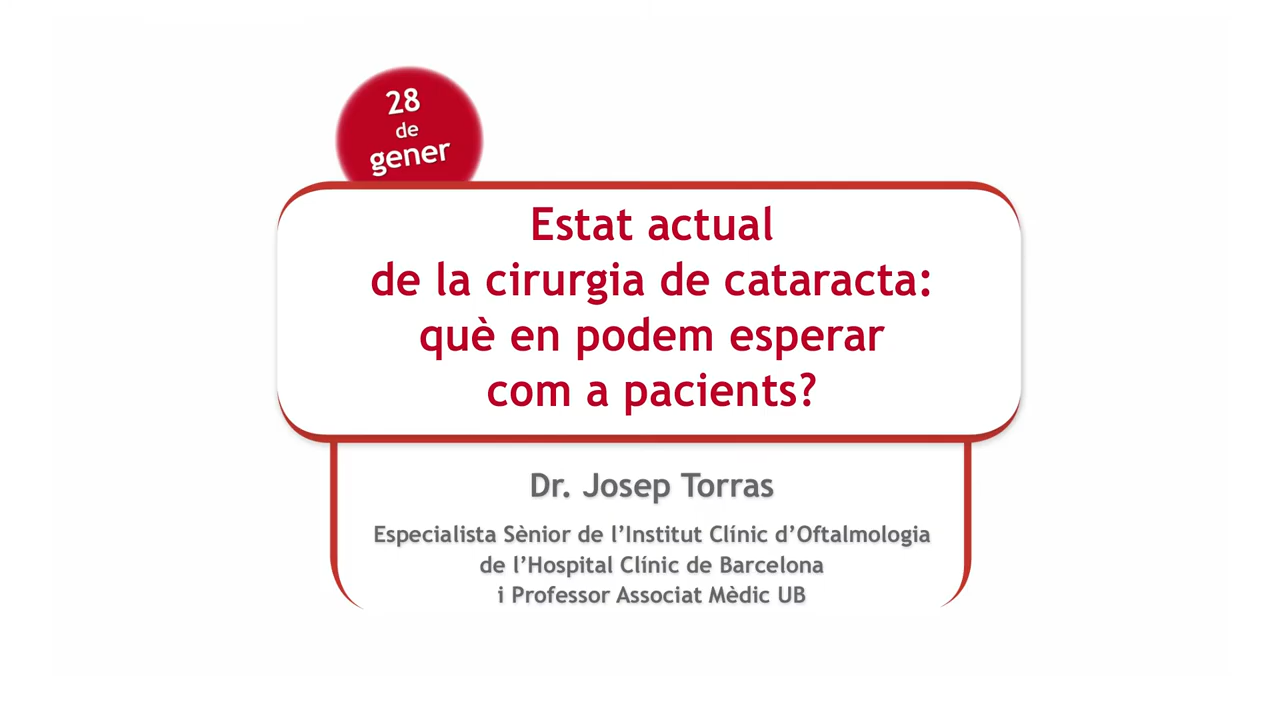 28
de
gener
Estat actual
de la cirurgia de cataracta:
què en podem esperar
com a pacients?
Dr. Josep Torras
Especialista Sènior de l’Institut Clínic d’Oftalmologia
de l’Hospital Clínic de Barcelona
i Professor Associat Mèdic UB